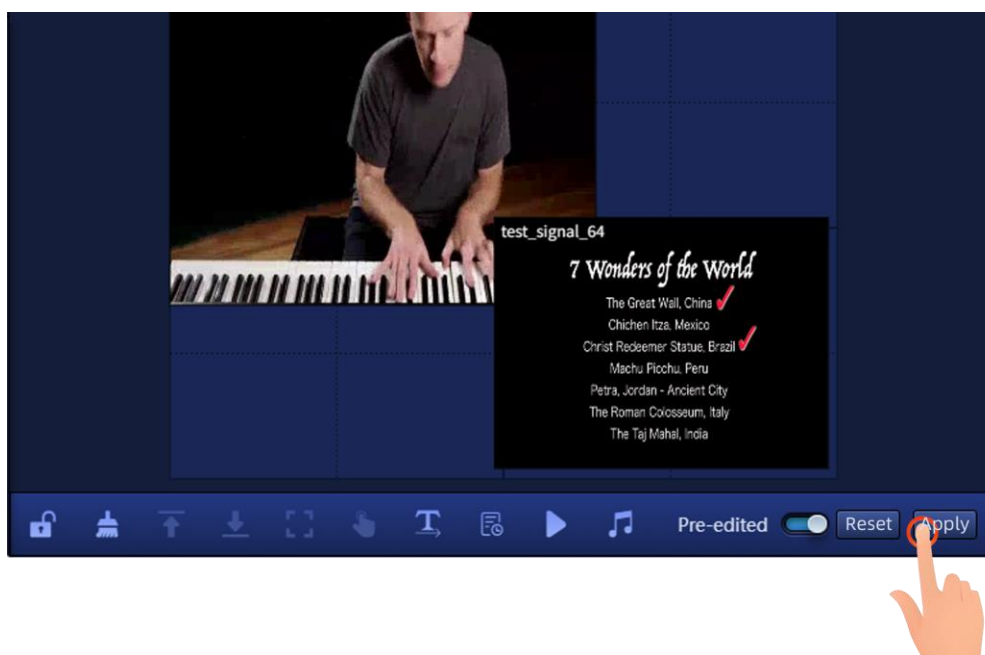 test_signal_64
7 Wonders of the World
The Great Wall, China
Chichen Itza, Mexico
Christ Redeemer Statue, Brazil
Machu Picchu, Peru
Petra, Jordan - Ancient City
The Roman Colosseum, Italy
The Taj Mahal, India
Pre-edited Reset Apply